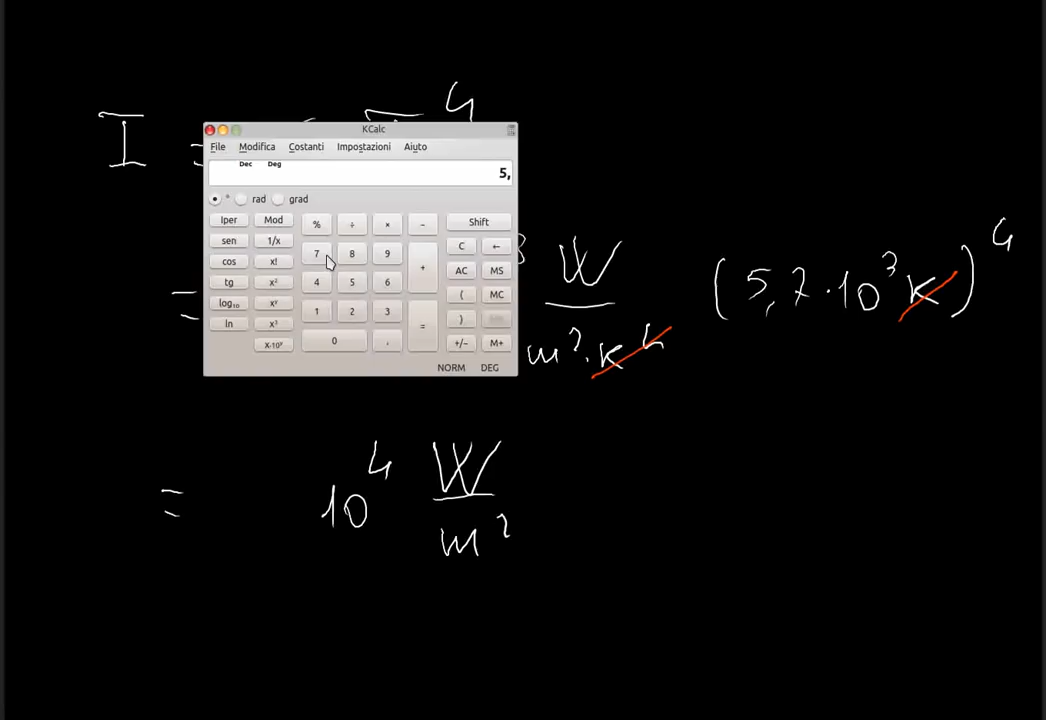 I = T⁴
KCalc
File Modifica Costanti Impostazioni Aiuto
Dec Deg
5,
° rad grad
Iper Mod % ÷ × − Shift
sen 1/x 7 8 9 + C ←
cos x! 4 5 6 AC MS
tg x² 1 2 3 = ( MC
log₁₀ xʸ 0 , )
ln x³ +/− M+
X·10ʸ
NORM DEG
= ³ W / m²·K⁴ (5,7·10³ K)⁴
= 10⁴ W / m²